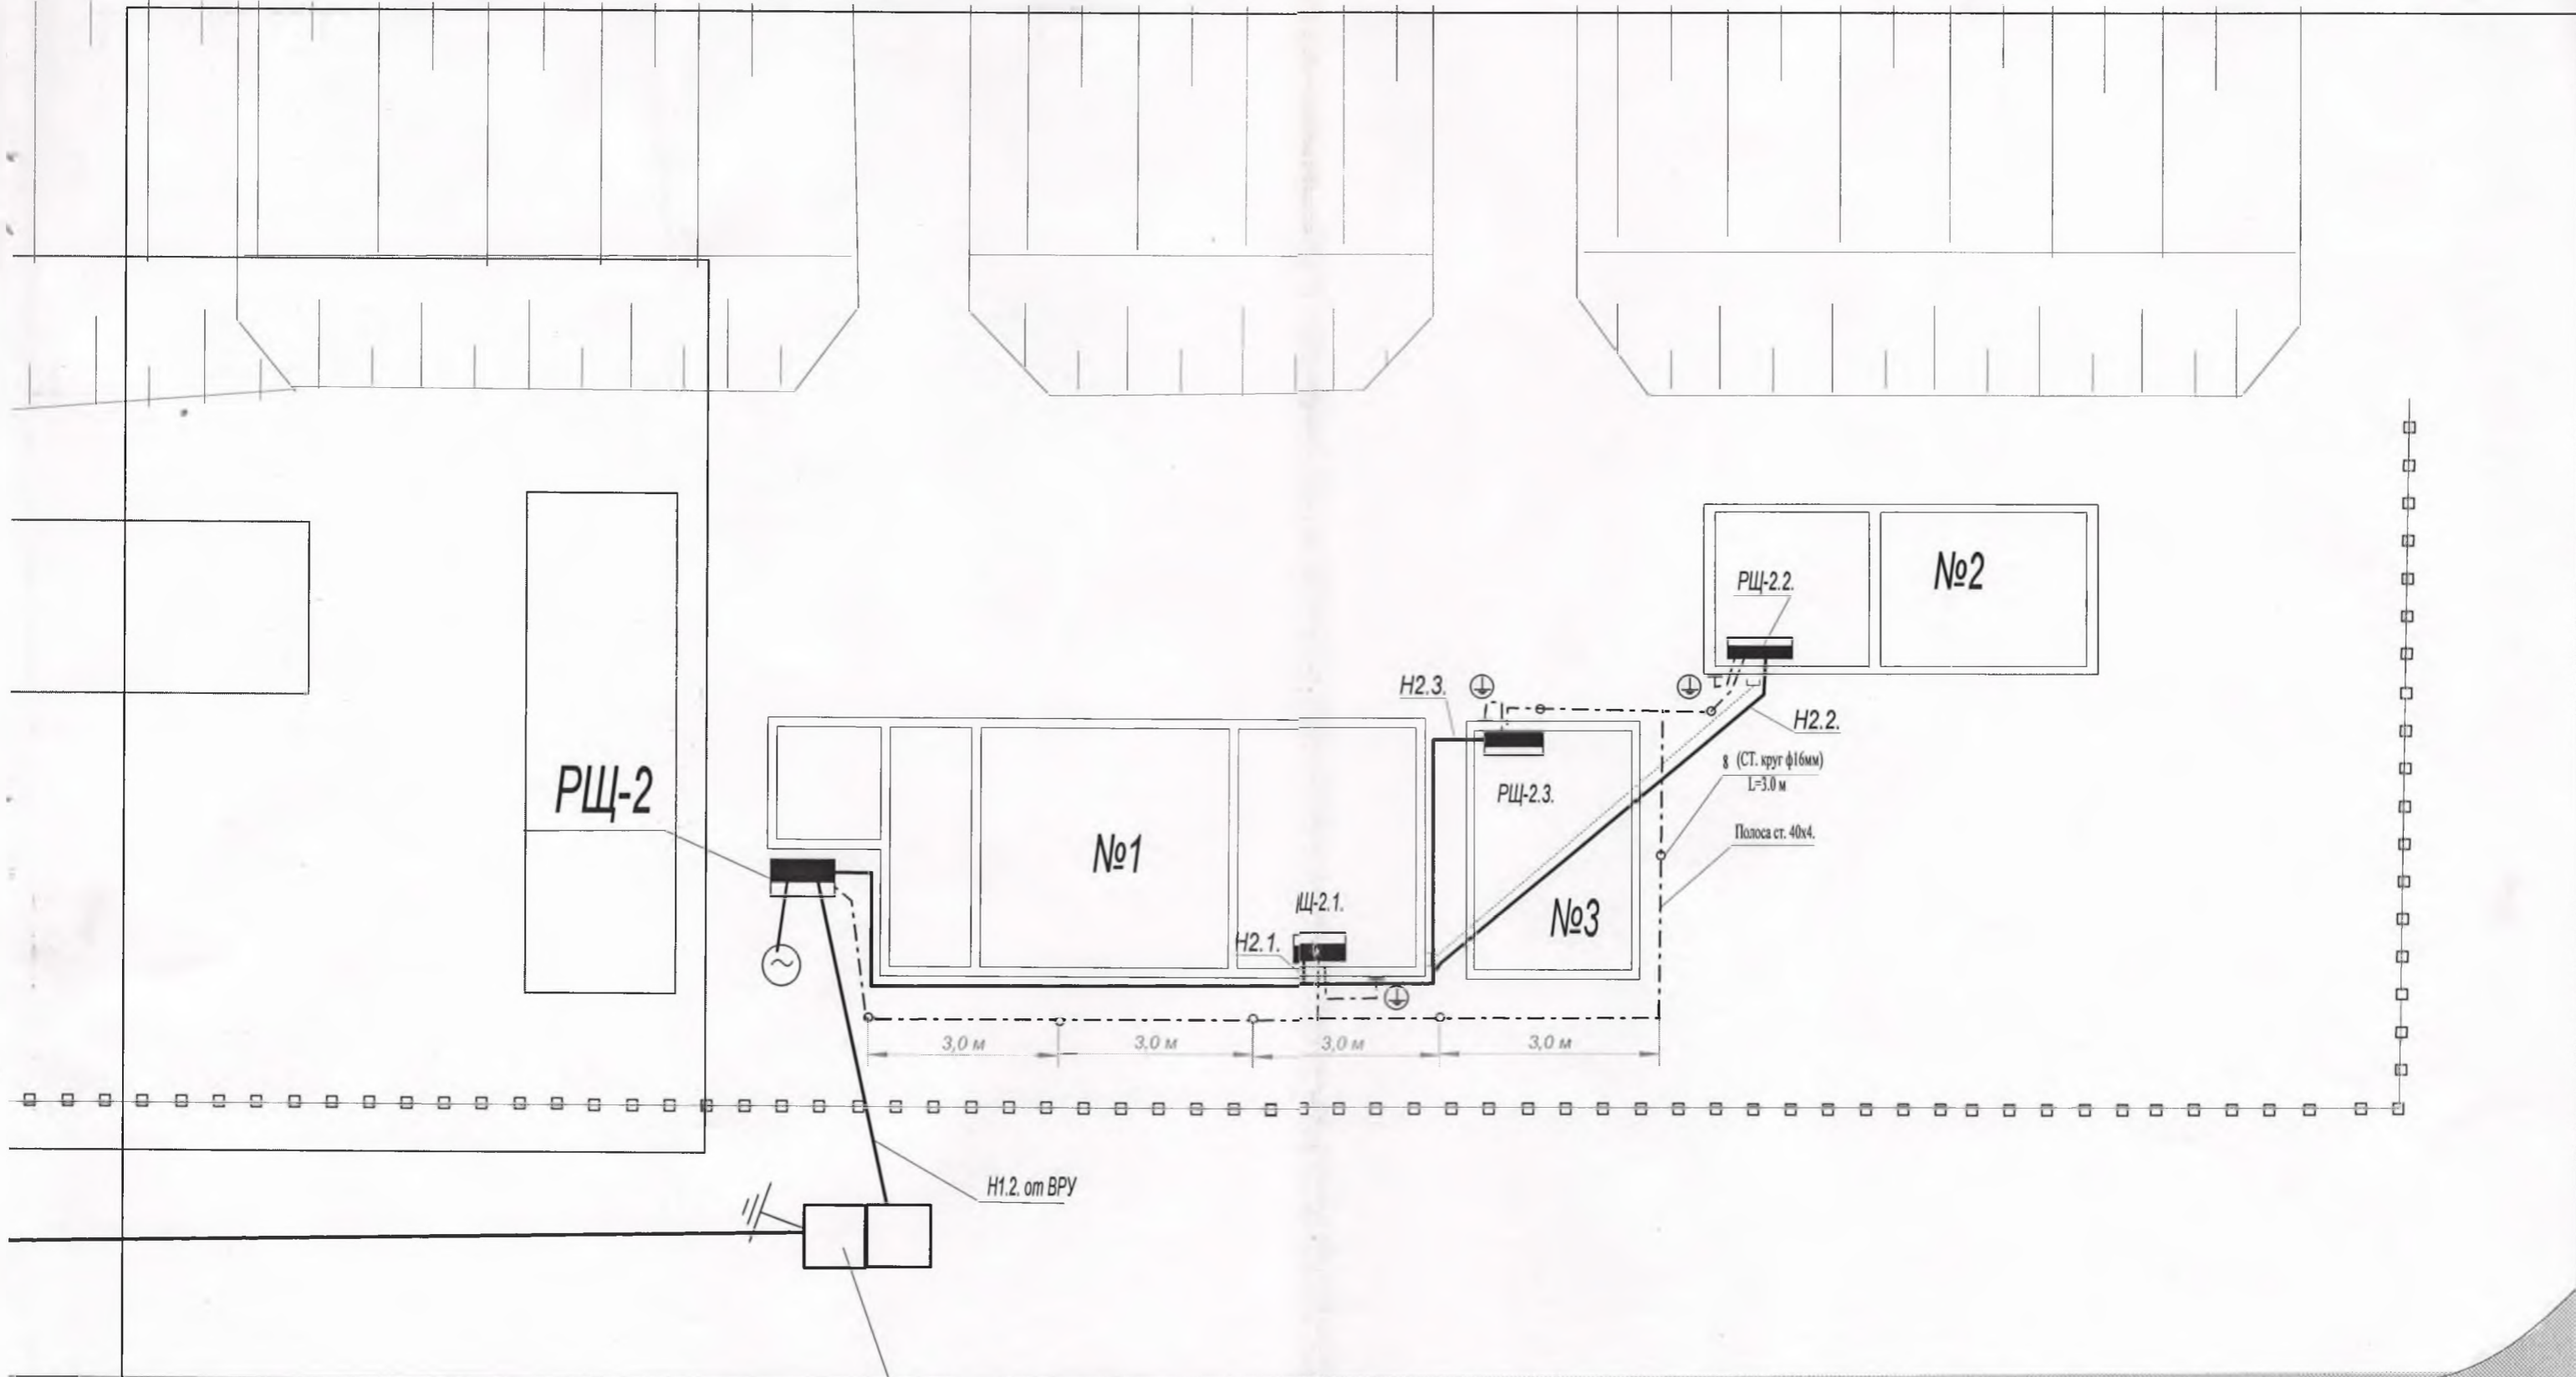 №2
РЩ-2.2.
Н2.3.
Н2.2.
8 (СТ. круг ф16мм)
L=3.0 м
РЩ-2
РЩ-2.3.
Полоса ст. 40х4.
№1
Щ-2.1.
№3
Н2.1.
3,0 м
3,0 м
3,0 м
3,0 м
Н1.2. от ВРУ